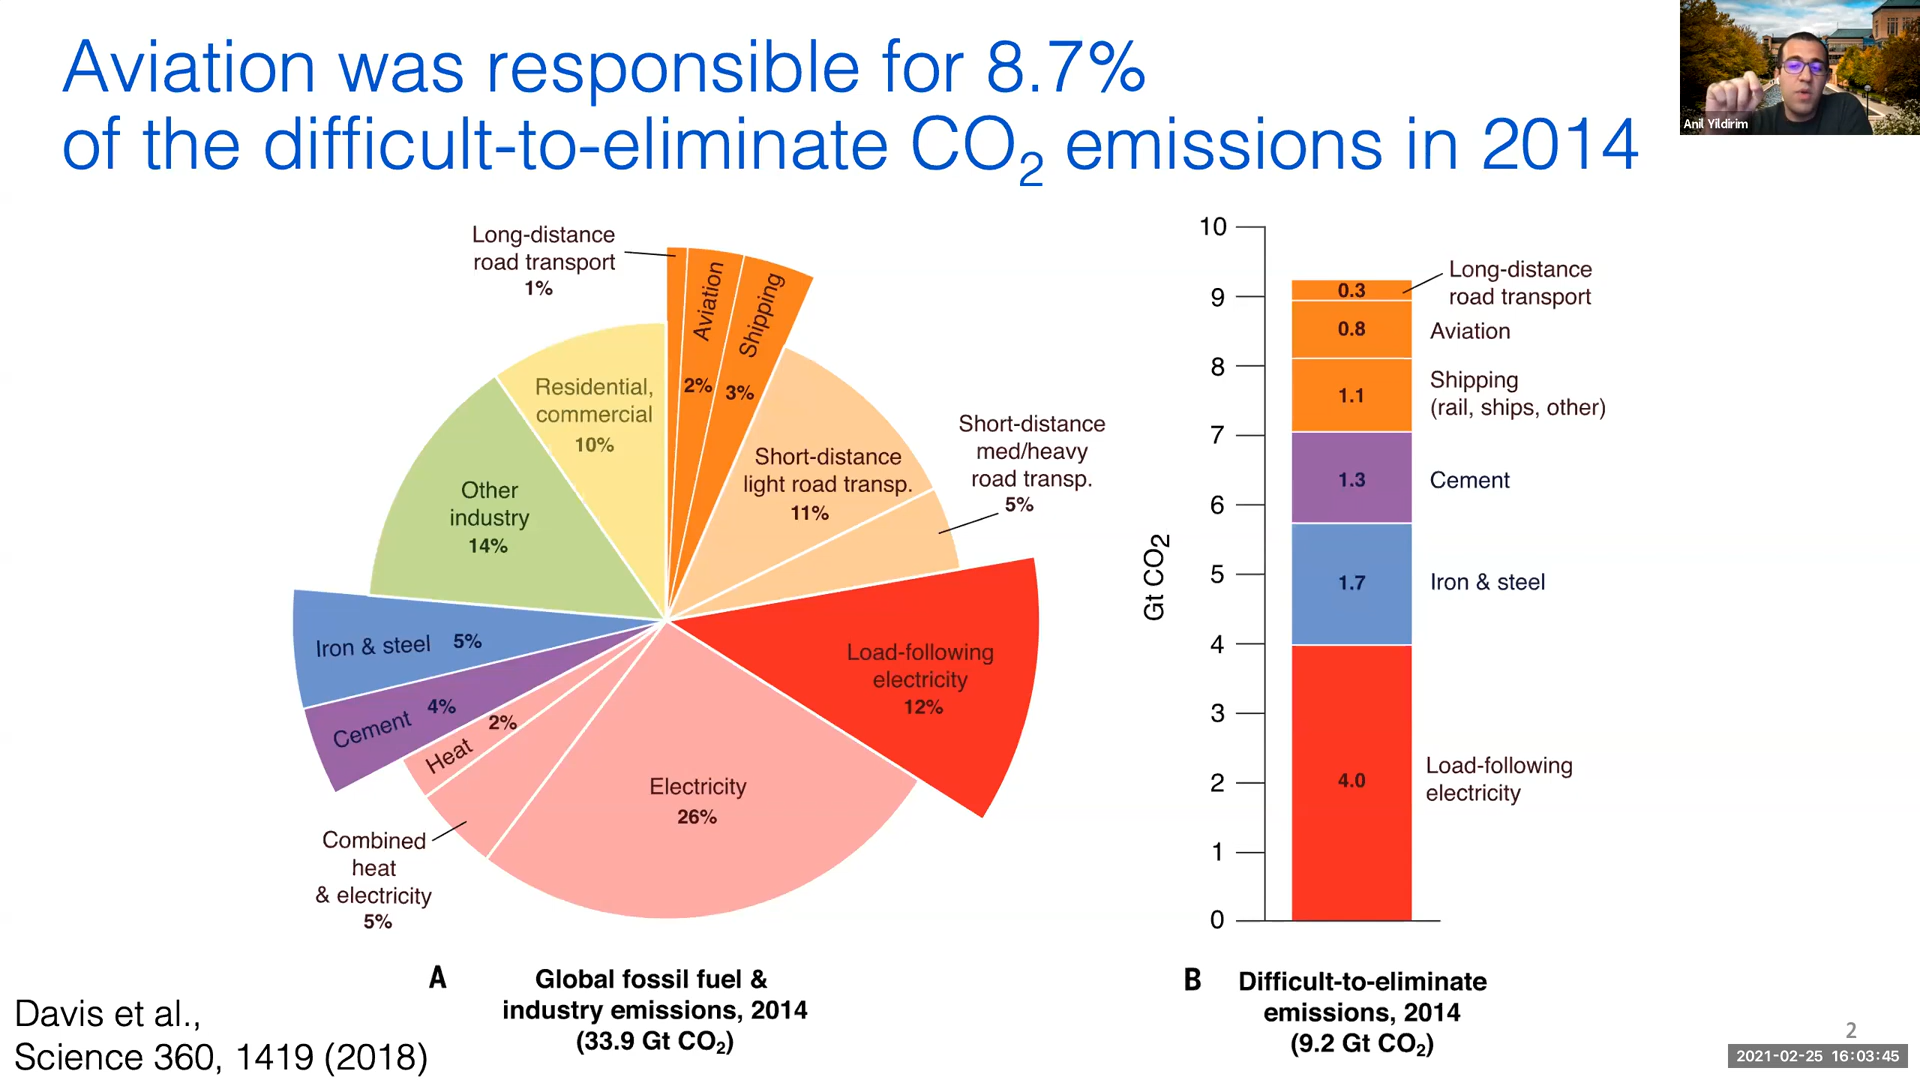 Aviation was responsible for 8.7%
of the difficult-to-eliminate CO₂ emissions in 2014
Anil Yildirim
Long-distance
road transport
1%
Aviation
2%
Shipping
3%
Residential,
commercial
10%
Short-distance
light road transp.
11%
Short-distance
med/heavy
road transp.
5%
Other
industry
14%
Iron & steel 5%
Cement 4%
Heat 2%
Load-following
electricity
12%
Electricity
26%
Combined
heat
& electricity
5%
A
Global fossil fuel &
industry emissions, 2014
(33.9 Gt CO₂)
Gt CO₂
10
9
8
7
6
5
4
3
2
1
0
0.3
0.8
1.1
1.3
1.7
4.0
Long-distance
road transport
Aviation
Shipping
(rail, ships, other)
Cement
Iron & steel
Load-following
electricity
B
Difficult-to-eliminate
emissions, 2014
(9.2 Gt CO₂)
Davis et al.,
Science 360, 1419 (2018)
2
2021-02-25 16:03:45